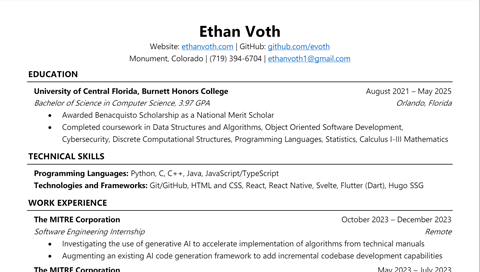 Ethan Voth
Website: ethanvoth.com | GitHub: github.com/evoth
Monument, Colorado | (719) 394-6704 | ethanvoth1@gmail.com
EDUCATION
University of Central Florida, Burnett Honors College August 2021 – May 2025
Bachelor of Science in Computer Science, 3.97 GPA Orlando, Florida
• Awarded Benacquisto Scholarship as a National Merit Scholar
• Completed coursework in Data Structures and Algorithms, Object Oriented Software Development,
Cybersecurity, Discrete Computational Structures, Programming Languages, Statistics, Calculus I-III Mathematics
TECHNICAL SKILLS
Programming Languages: Python, C, C++, Java, JavaScript/TypeScript
Technologies and Frameworks: Git/GitHub, HTML and CSS, React, React Native, Svelte, Flutter (Dart), Hugo SSG
WORK EXPERIENCE
The MITRE Corporation October 2023 – December 2023
Software Engineering Internship Remote
• Investigating the use of generative AI to accelerate implementation of algorithms from technical manuals
• Augmenting an existing AI code generation framework to add incremental codebase development capabilities
The MITRE Corporation May 2023 – July 2023